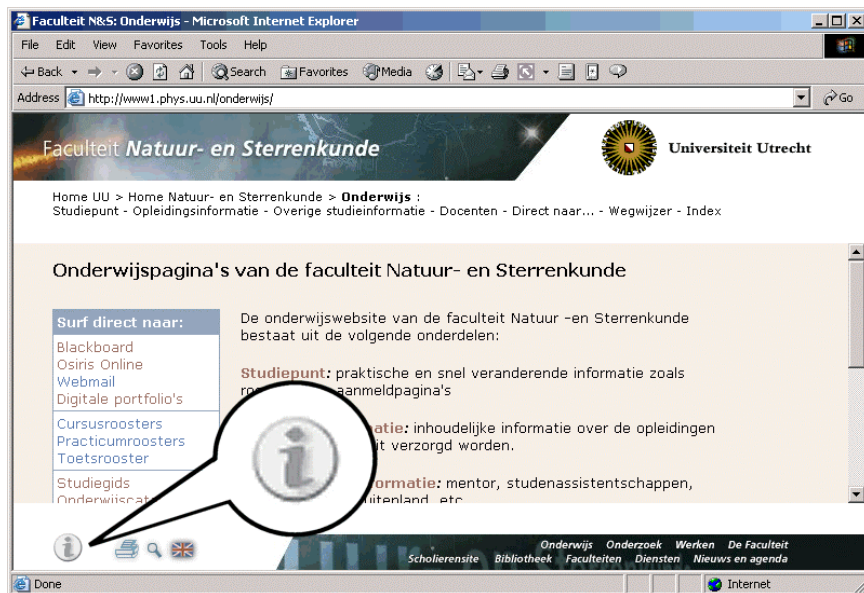 Faculteit N&S: Onderwijs - Microsoft Internet Explorer
File Edit View Favorites Tools Help
Back Search Favorites Media
Address http://www1.phys.uu.nl/onderwijs/ Go
Faculteit Natuur- en Sterrenkunde
Universiteit Utrecht
Home UU > Home Natuur- en Sterrenkunde > Onderwijs :
Studiepunt - Opleidingsinformatie - Overige studieinformatie - Docenten - Direct naar... - Wegwijzer - Index
Onderwijspagina's van de faculteit Natuur- en Sterrenkunde
Surf direct naar:
Blackboard
Osiris Online
Webmail
Digitale portfolio's
Cursusroosters
Practicumroosters
Toetsrooster
Studiegids
De onderwijswebsite van de faculteit Natuur -en Sterrenkunde
bestaat uit de volgende onderdelen:
Studiepunt: praktische en snel veranderende informatie zoals
aanmeldpagina's
atie: inhoudelijke informatie over de opleidingen
it verzorgd worden.
ormatie: mentor, studenassistentschappen,
uitenland, etc
i
i
Onderwijs Onderzoek Werken De Faculteit
Scholierensite Bibliotheek Faculteiten Diensten Nieuws en agenda
Done
Internet